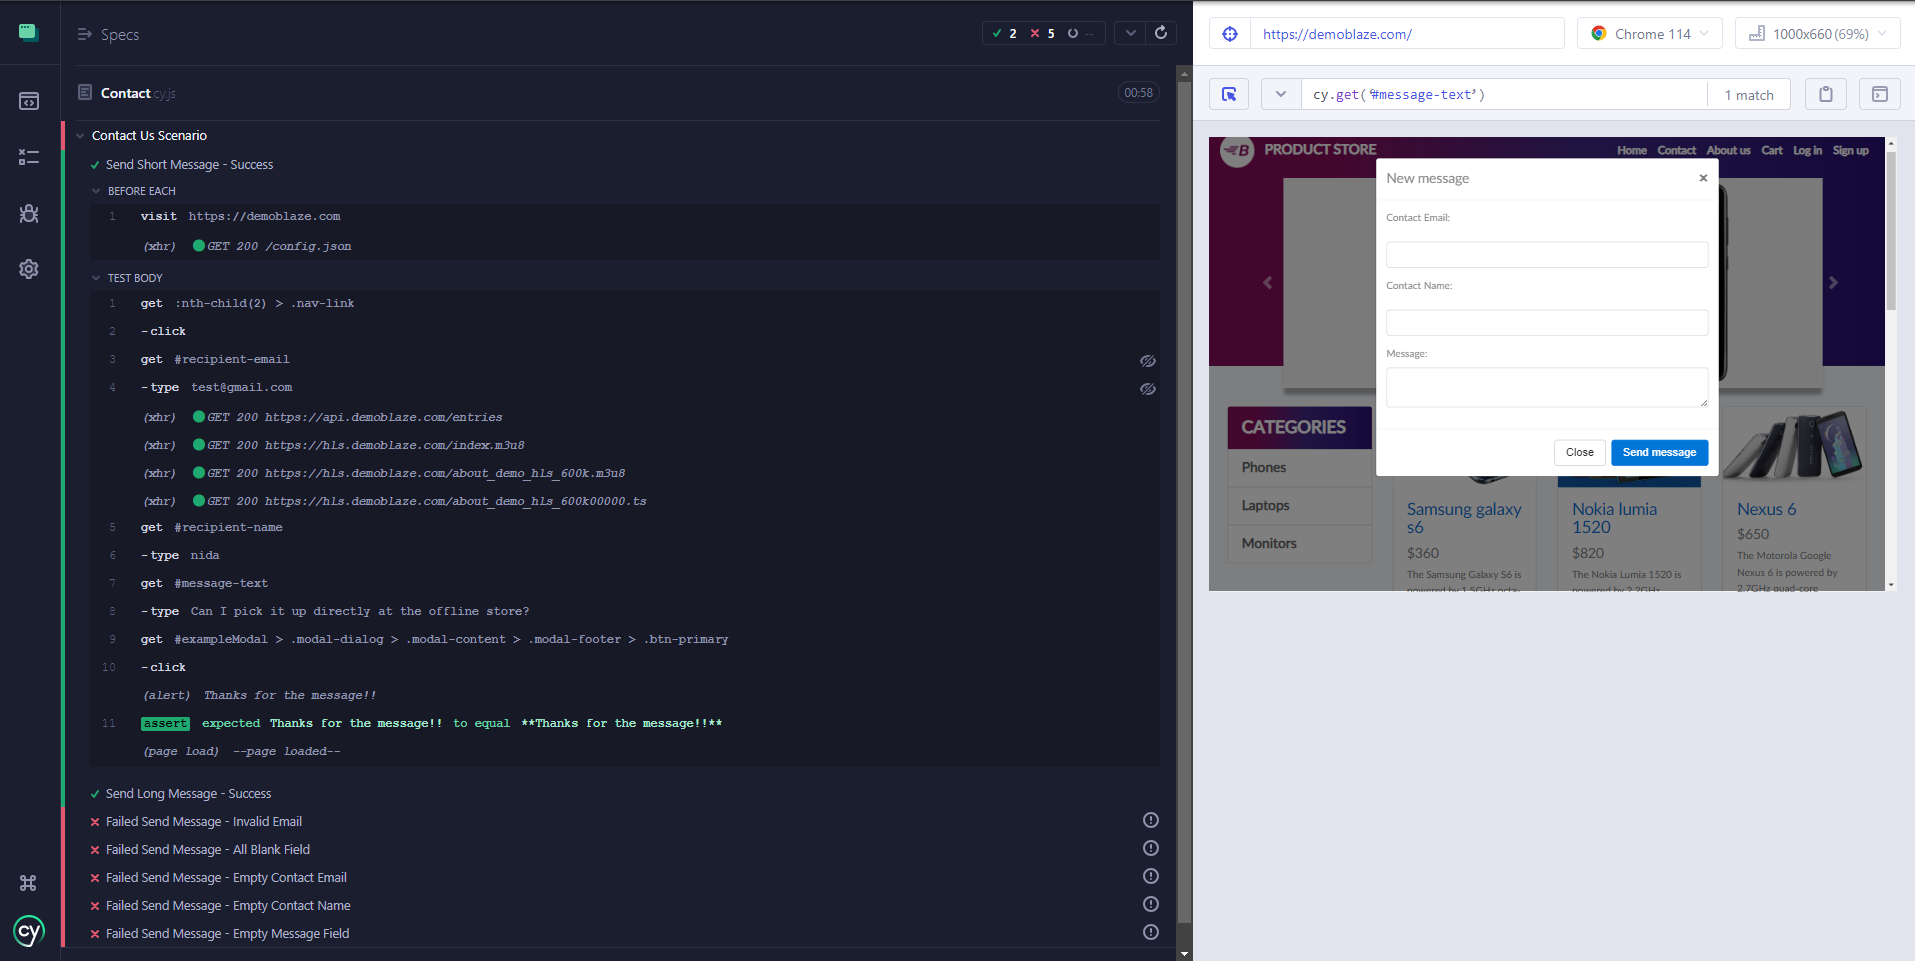 Specs
2
5
--
Contact cy.js
00:58
Contact Us Scenario
Send Short Message - Success
BEFORE EACH
1 visit https://demoblaze.com
(xhr) GET 200 /config.json
TEST BODY
1 get :nth-child(2) > .nav-link
2 -click
3 get #recipient-email
4 -type test@gmail.com
(xhr) GET 200 https://api.demoblaze.com/entries
(xhr) GET 200 https://hls.demoblaze.com/index.m3u8
(xhr) GET 200 https://hls.demoblaze.com/about_demo_hls_600k.m3u8
(xhr) GET 200 https://hls.demoblaze.com/about_demo_hls_600k00000.ts
5 get #recipient-name
6 -type nida
7 get #message-text
8 -type Can I pick it up directly at the offline store?
9 get #exampleModal > .modal-dialog > .modal-content > .modal-footer > .btn-primary
10 -click
(alert) Thanks for the message!!
11 assert expected Thanks for the message!! to equal **Thanks for the message!!**
(page load) --page loaded--
Send Long Message - Success
Failed Send Message - Invalid Email
Failed Send Message - All Blank Field
Failed Send Message - Empty Contact Email
Failed Send Message - Empty Contact Name
Failed Send Message - Empty Message Field
cy
https://demoblaze.com/
Chrome 114
1000x660 (69%)
cy.get('#message-text')
1 match
B PRODUCT STORE
Home Contact About us Cart Log in Sign up
New message
×
Contact Email:
Contact Name:
Message:
Close
Send message
CATEGORIES
Phones
Laptops
Monitors
Samsung galaxy
s6
$360
The Samsung Galaxy S6 is
powered by 1.5GHz octa-
Nokia lumia
1520
$820
The Nokia Lumia 1520 is
powered by 2.2GHz
Nexus 6
$650
The Motorola Google
Nexus 6 is powered by
2.7GHz quad-core